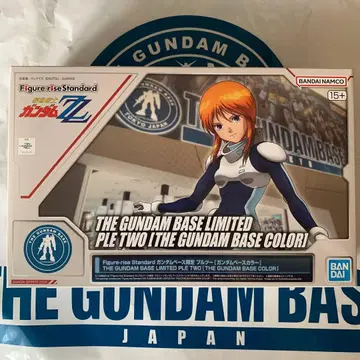 THE GUNDAM BASE
Figure-rise Standard
ガンダムZZ
BANDAI NAMCO
15+
TOKYO JAPAN
THE GUNDAM BASE LIMITED
PLE TWO [THE GUNDAM BASE COLOR]
THE GUNDAM BASE
Figure-rise Standard ガンダムベース限定 プルツー [ガンダムベースカラー]
THE GUNDAM BASE LIMITED PLE TWO [THE GUNDAM BASE COLOR]
BANDAI
THE GUNDAM BAS
JAPAN